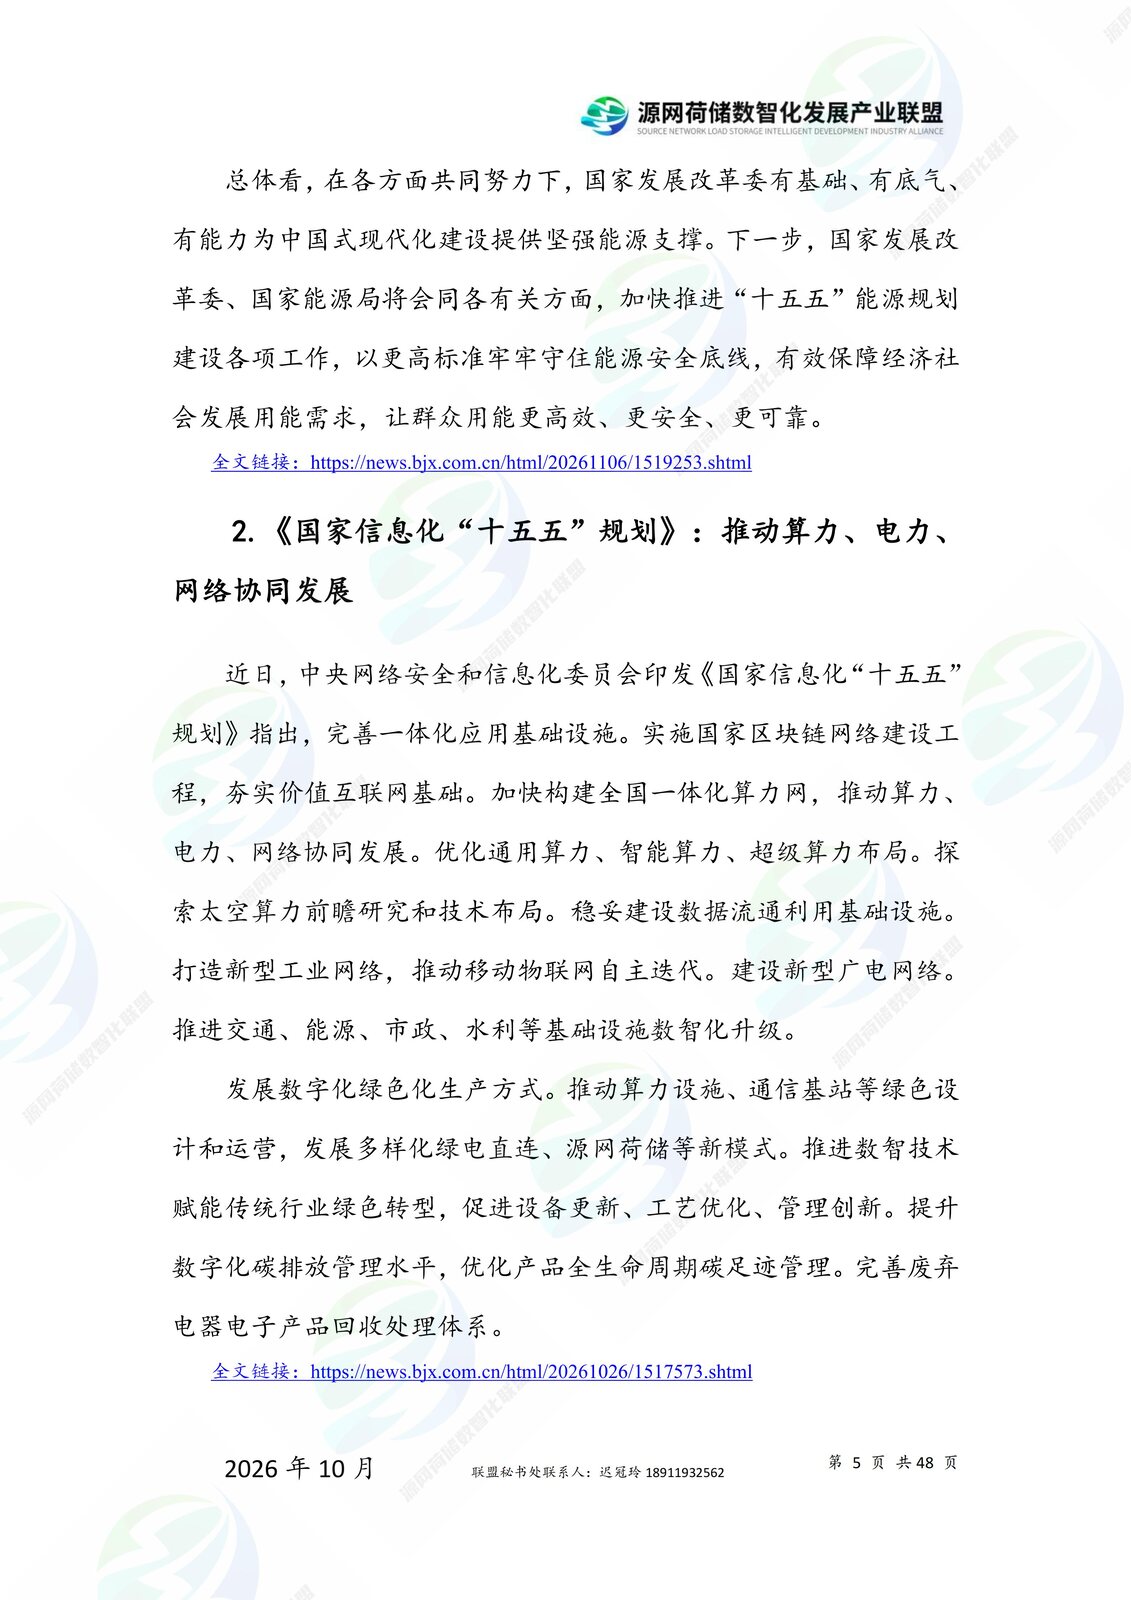 源网荷储数智化发展产业联盟
SOURCE NETWORK LOAD STORAGE INTELLIGENT DEVELOPMENT INDUSTRY ALLIANCE
总体看，在各方面共同努力下，国家发展改革委有基础、有底气、
有能力为中国式现代化建设提供坚强能源支撑。下一步，国家发展改
革委、国家能源局将会同各有关方面，加快推进“十五五”能源规划
建设各项工作，以更高标准牢牢守住能源安全底线，有效保障经济社
会发展用能需求，让群众用能更高效、更安全、更可靠。
全文链接：https://news.bjx.com.cn/html/20261106/1519253.shtml
2.《国家信息化“十五五”规划》：推动算力、电力、
网络协同发展
近日，中央网络安全和信息化委员会印发《国家信息化“十五五”
规划》指出，完善一体化应用基础设施。实施国家区块链网络建设工
程，夯实价值互联网基础。加快构建全国一体化算力网，推动算力、
电力、网络协同发展。优化通用算力、智能算力、超级算力布局。探
索太空算力前瞻研究和技术布局。稳妥建设数据流通利用基础设施。
打造新型工业网络，推动移动物联网自主迭代。建设新型广电网络。
推进交通、能源、市政、水利等基础设施数智化升级。
发展数字化绿色化生产方式。推动算力设施、通信基站等绿色设
计和运营，发展多样化绿电直连、源网荷储等新模式。推进数智技术
赋能传统行业绿色转型，促进设备更新、工艺优化、管理创新。提升
数字化碳排放管理水平，优化产品全生命周期碳足迹管理。完善废弃
电器电子产品回收处理体系。
全文链接：https://news.bjx.com.cn/html/20261026/1517573.shtml
2026 年 10 月
联盟秘书处联系人：迟冠玲 18911932562
第 5 页 共 48 页